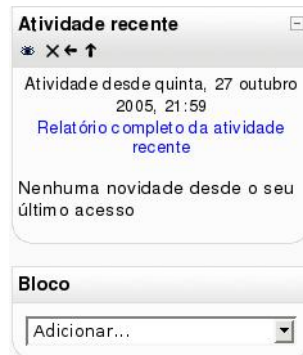 Atividade recente
Atividade desde quinta, 27 outubro
2005, 21:59
Relatório completo da atividade
recente
Nenhuma novidade desde o seu
último acesso
Bloco
Adicionar...